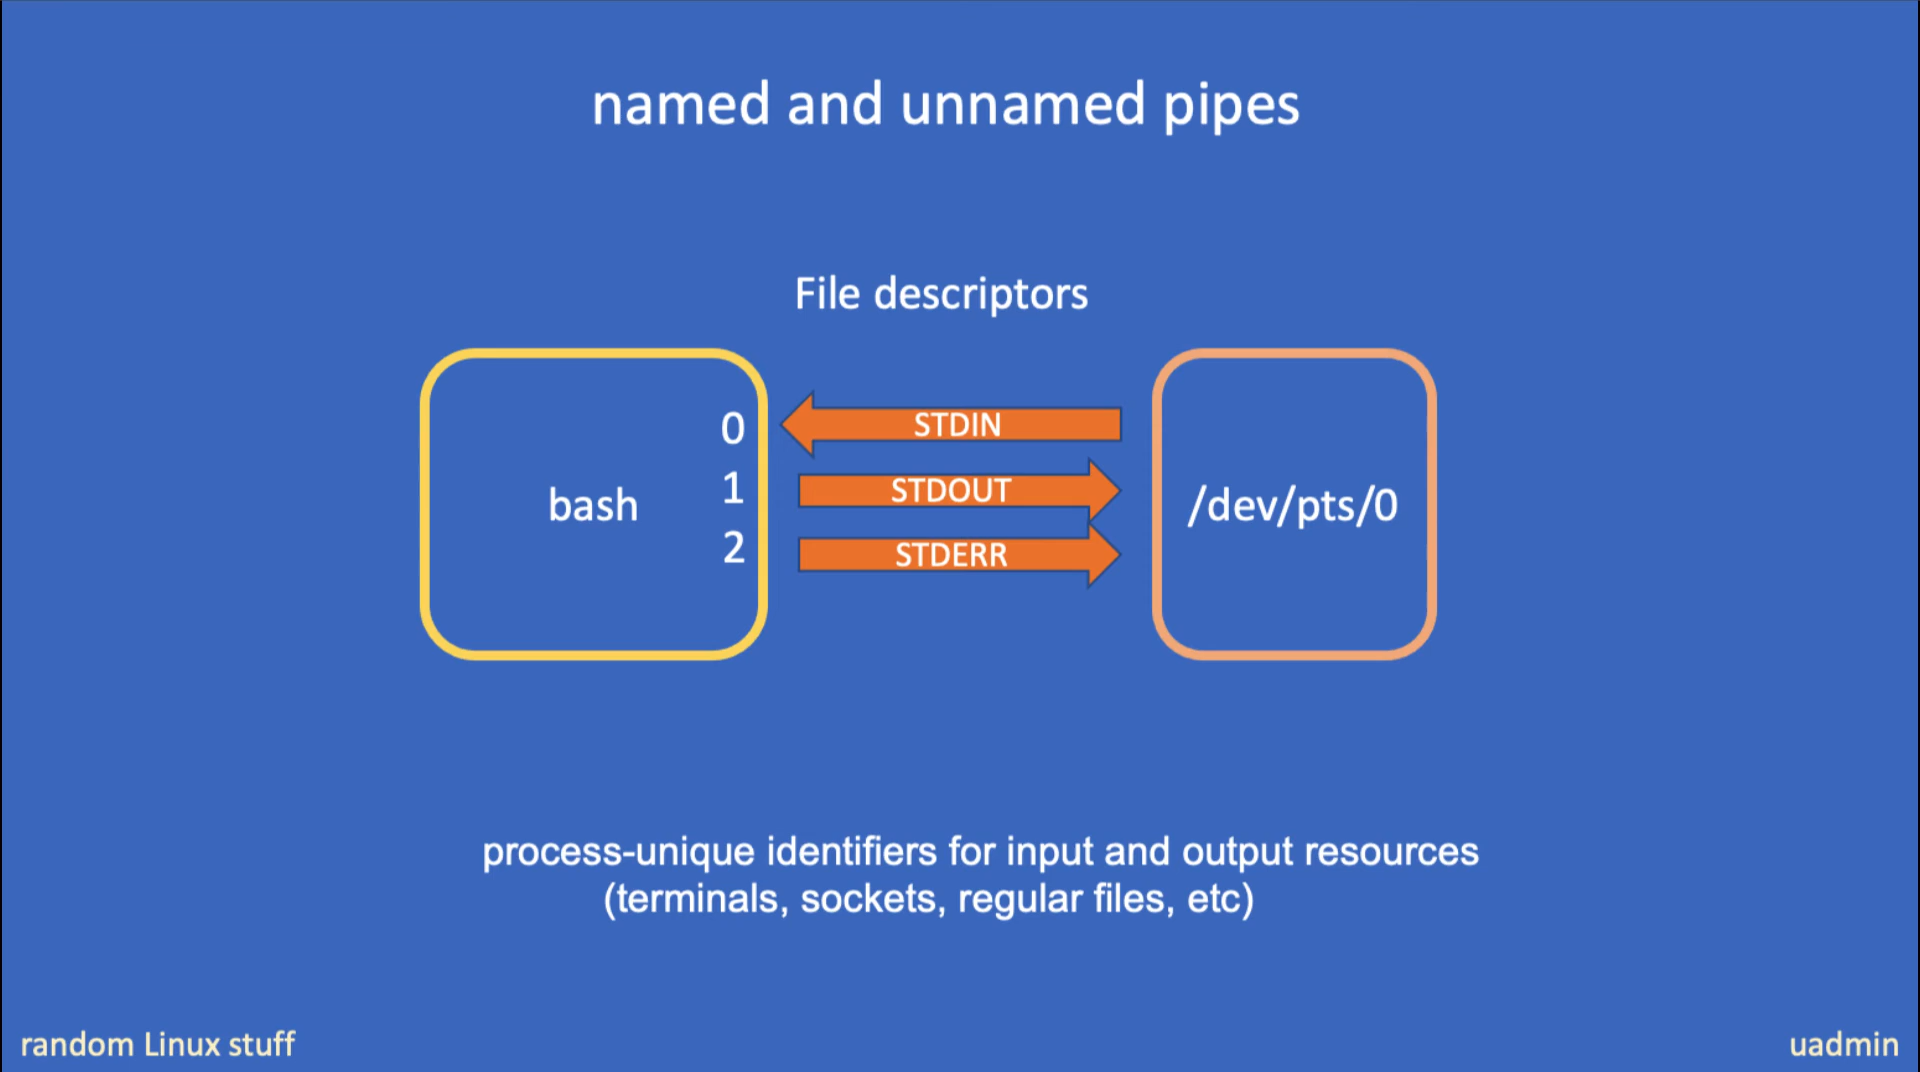 named and unnamed pipes
File descriptors
bash
0
1
2
STDIN
STDOUT
STDERR
/dev/pts/0
process-unique identifiers for input and output resources
(terminals, sockets, regular files, etc)
random Linux stuff
uadmin